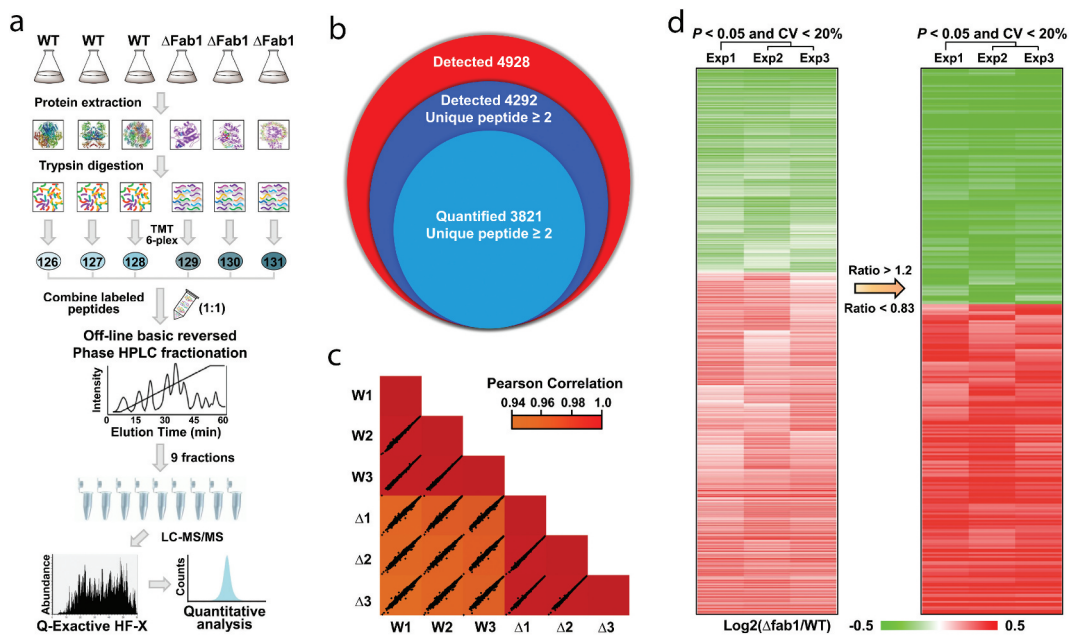 a
WT WT WT ΔFab1 ΔFab1 ΔFab1
Protein extraction
Trypsin digestion
TMT
6-plex
126 127 128 129 130 131
Combine labeled
peptides
(1:1)
Off-line basic reversed
Phase HPLC fractionation
Intensity
0 15 30 45 60
Elution Time (min)
9 fractions
LC-MS/MS
Abundance
Q-Exactive HF-X
Counts
Quantitative
analysis
b
Detected 4928
Detected 4292
Unique peptide ≥ 2
Quantified 3821
Unique peptide ≥ 2
c
Pearson Correlation
0.94 0.96 0.98 1.0
W1
W2
W3
Δ1
Δ2
Δ3
W1 W2 W3 Δ1 Δ2 Δ3
d
P < 0.05 and CV < 20%
Exp1 Exp2 Exp3
Ratio > 1.2
Ratio < 0.83
P < 0.05 and CV < 20%
Exp1 Exp2 Exp3
Log2(Δfab1/WT)
-0.5 0.5